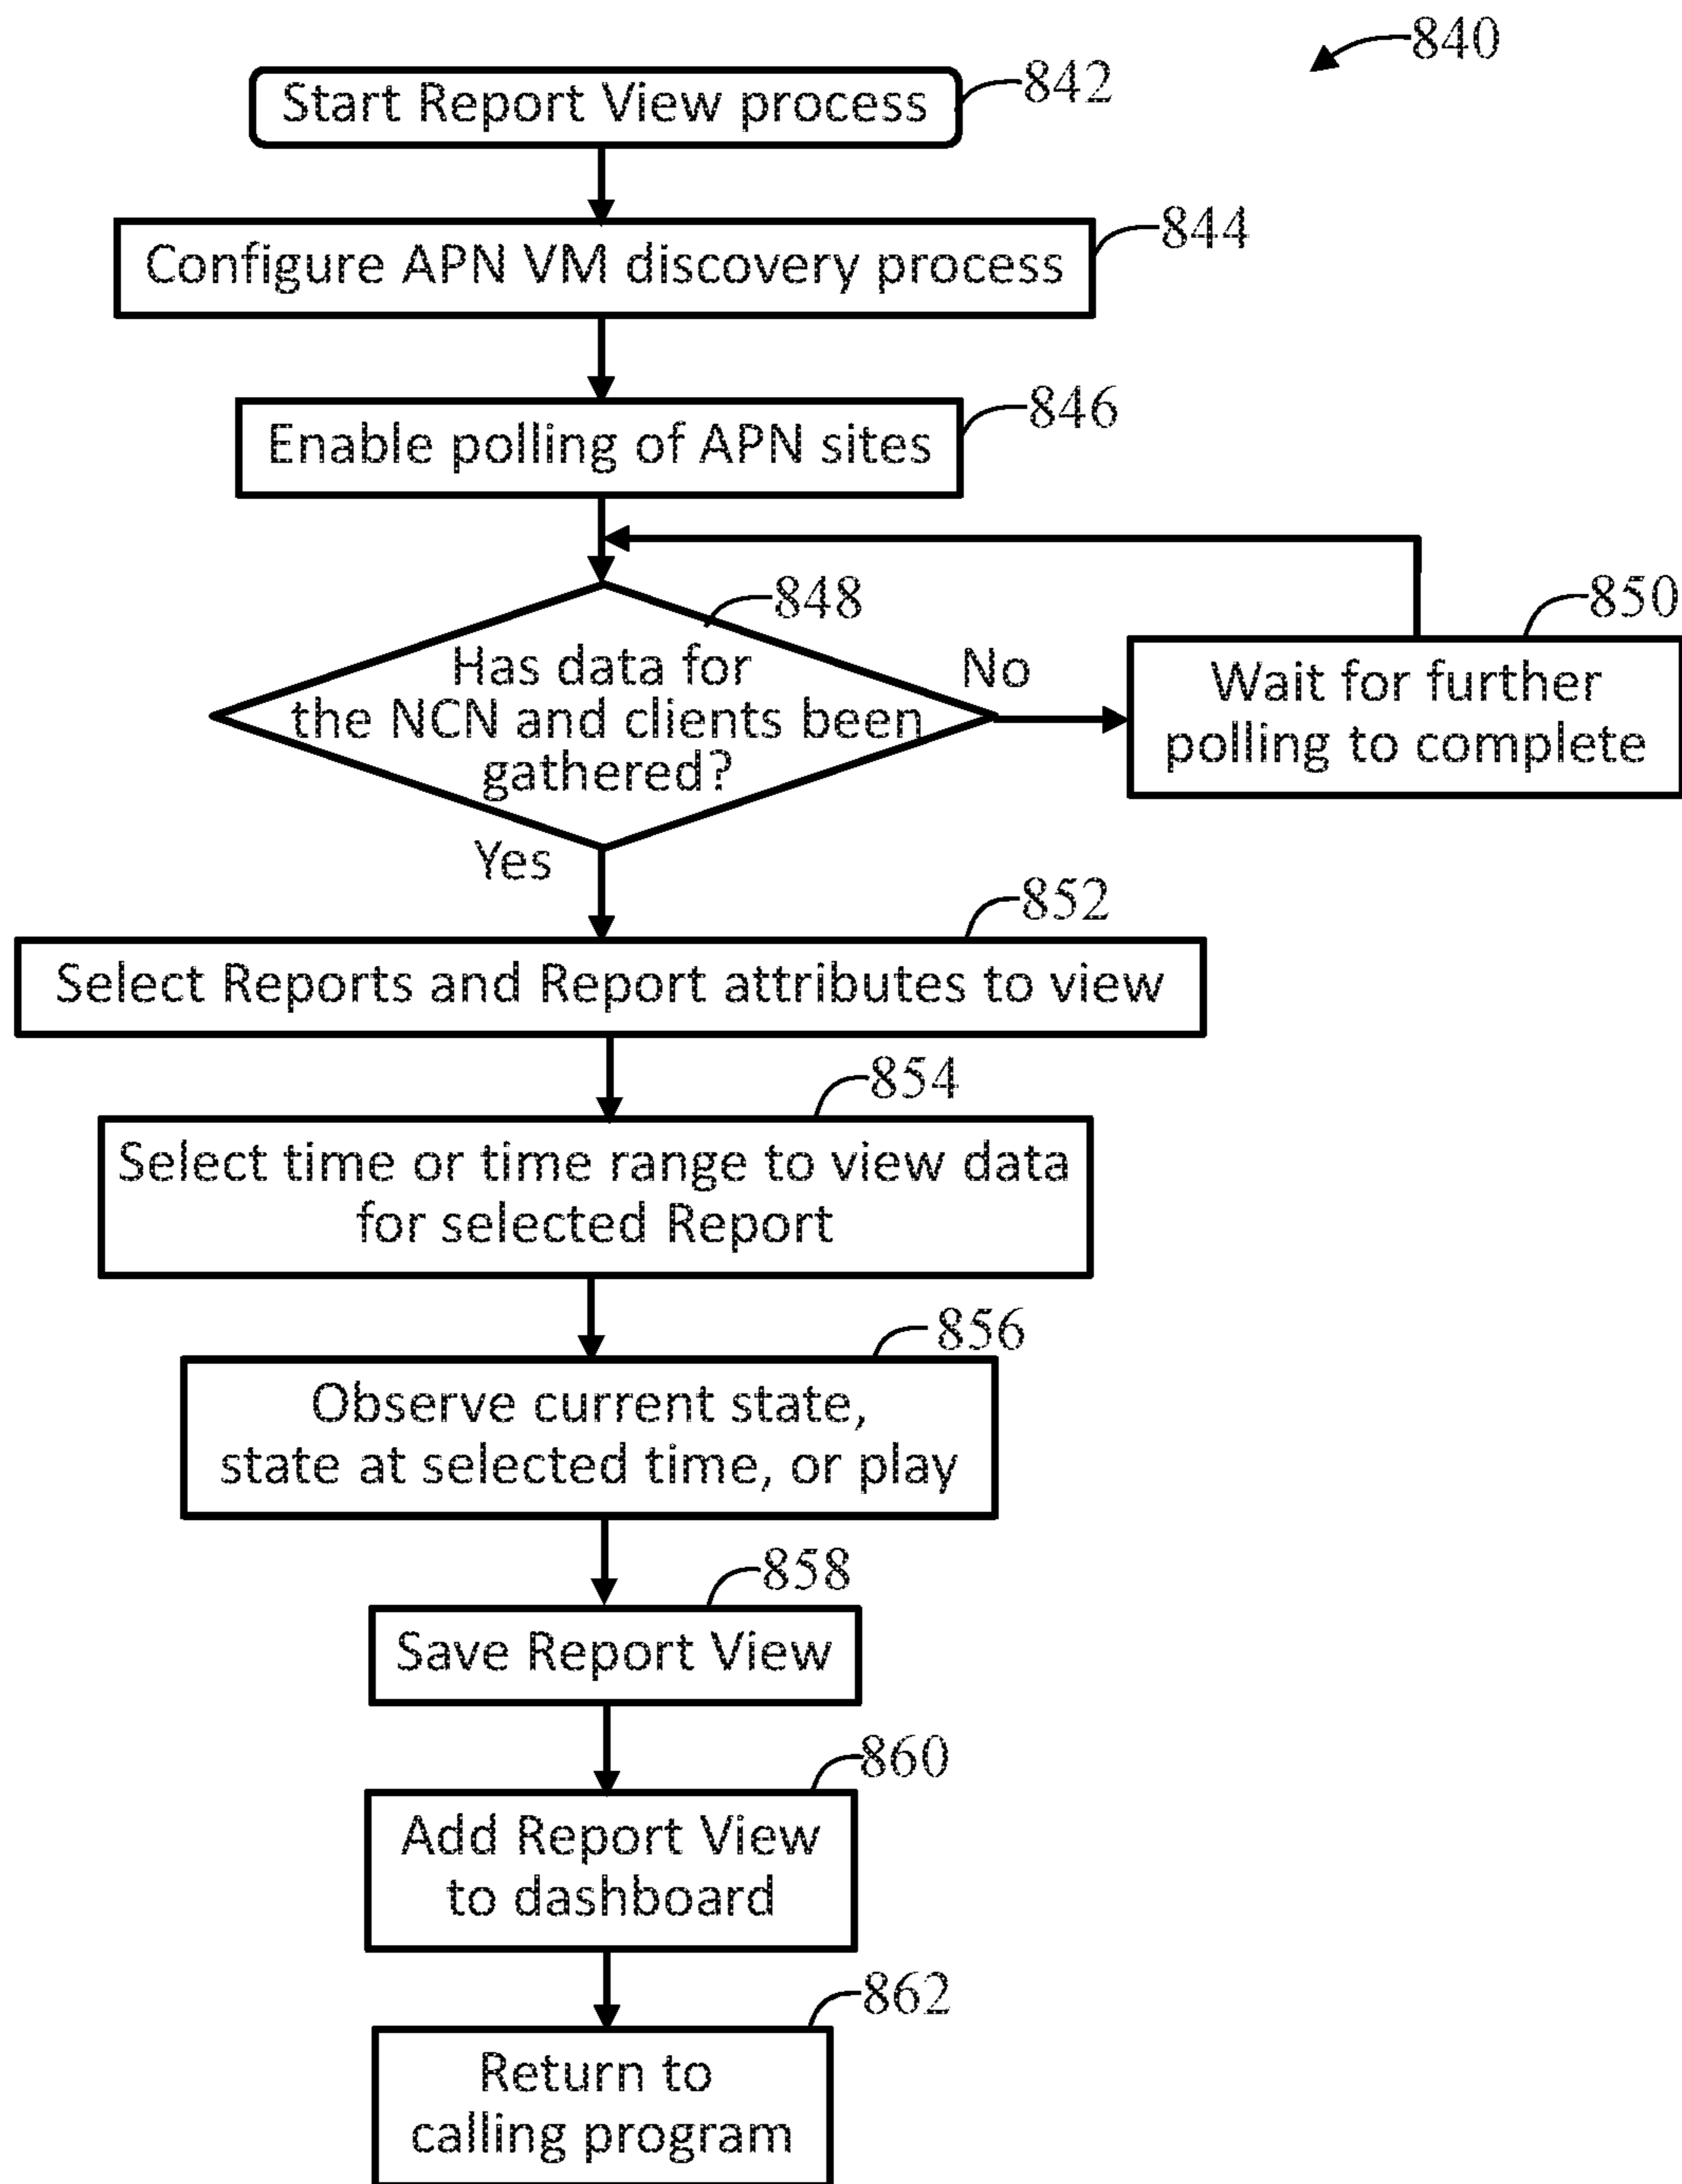 840
Start Report View process
842
Configure APN VM discovery process
844
Enable polling of APN sites
846
848
Has data for
the NCN and clients been
gathered?
No
Yes
850
Wait for further
polling to complete
852
Select Reports and Report attributes to view
854
Select time or time range to view data
for selected Report
856
Observe current state,
state at selected time, or play
858
Save Report View
860
Add Report View
to dashboard
862
Return to
calling program